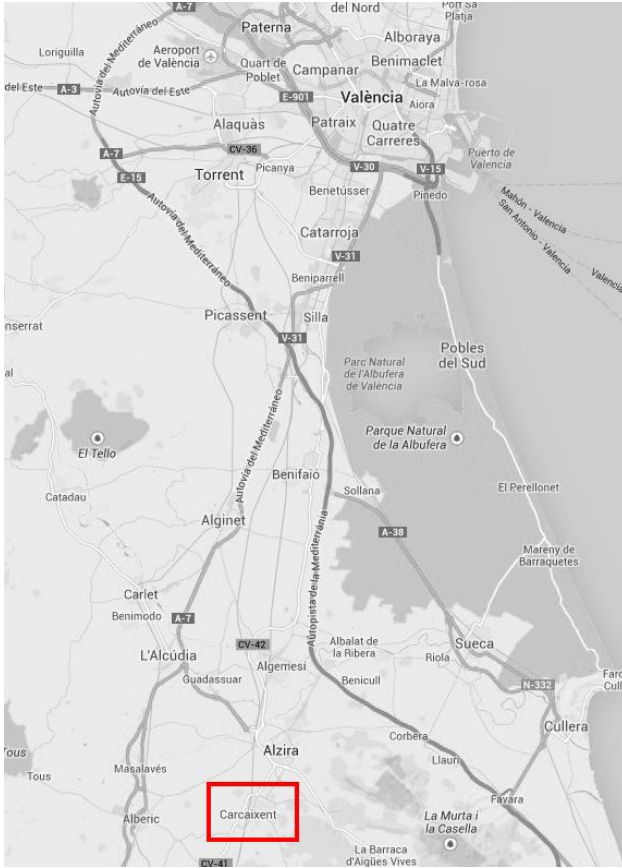 A-7
del Nord
Port Sa
Platja
Paterna
Loriguilla
Aeroport
de València
Alboraya
Benimaclet
Quart de
Poblet
Campanar
La Malva-rosa
del Este
A-3
Autovía del Este
Autovía del Mediterráneo
E-901
València
Aiora
Alaquàs
Patraix
Quatre
Carreres
CV-36
Puerto de
Valencia
A-7
Picanya
V-30
V-15
E-15
Torrent
Benetússer
Pinedo
Mahón - Valencia
San Antonio - Valencia
Valencia
Autovía del Mediterráneo
Catarroja
V-31
Beniparrell
Picassent
Silla
nserrat
V-31
Pobles
del Sud
Parc Natural
de l'Albufera
de València
al
Autovía del Mediterráneo
Parque Natural
de la Albufera
El Tello
Benifaió
Catadau
Sollana
El Perellonet
Alginet
A-38
Autopista de la Mediterránia
Mareny de
Barraquetes
Carlet
Benimodo
A-7
CV-42
Albalat de
la Ribera
Sueca
L'Alcúdia
Algemesí
Riola
Faro
Cull
Guadassuar
Benicull
N-332
Cullera
Corbera
Alzira
Tous
Masalavés
Llaurí
Tous
Favara
Carcaixent
Alberic
La Murta i
la Casella
La Baraca
d'Aigües Vives
CV-41